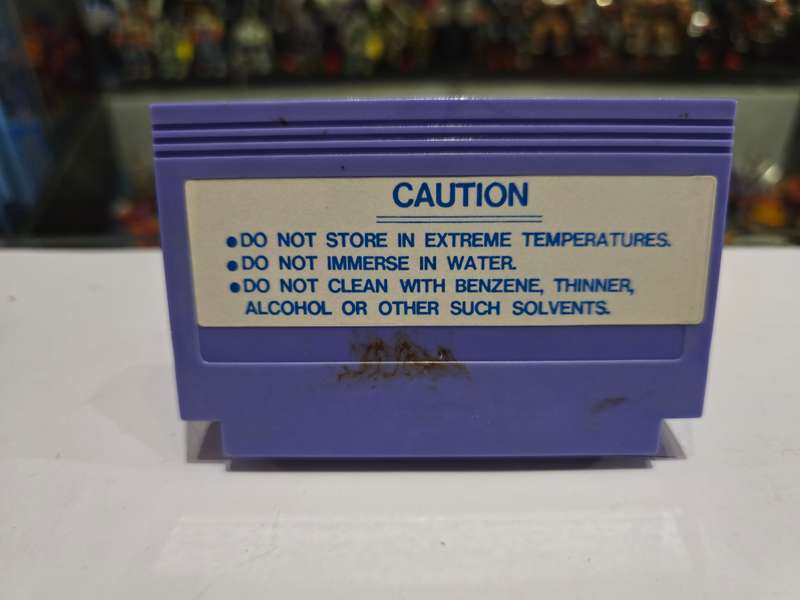 CAUTION
●DO NOT STORE IN EXTREME TEMPERATURES.
●DO NOT IMMERSE IN WATER.
●DO NOT CLEAN WITH BENZENE, THINNER,
ALCOHOL OR OTHER SUCH SOLVENTS.